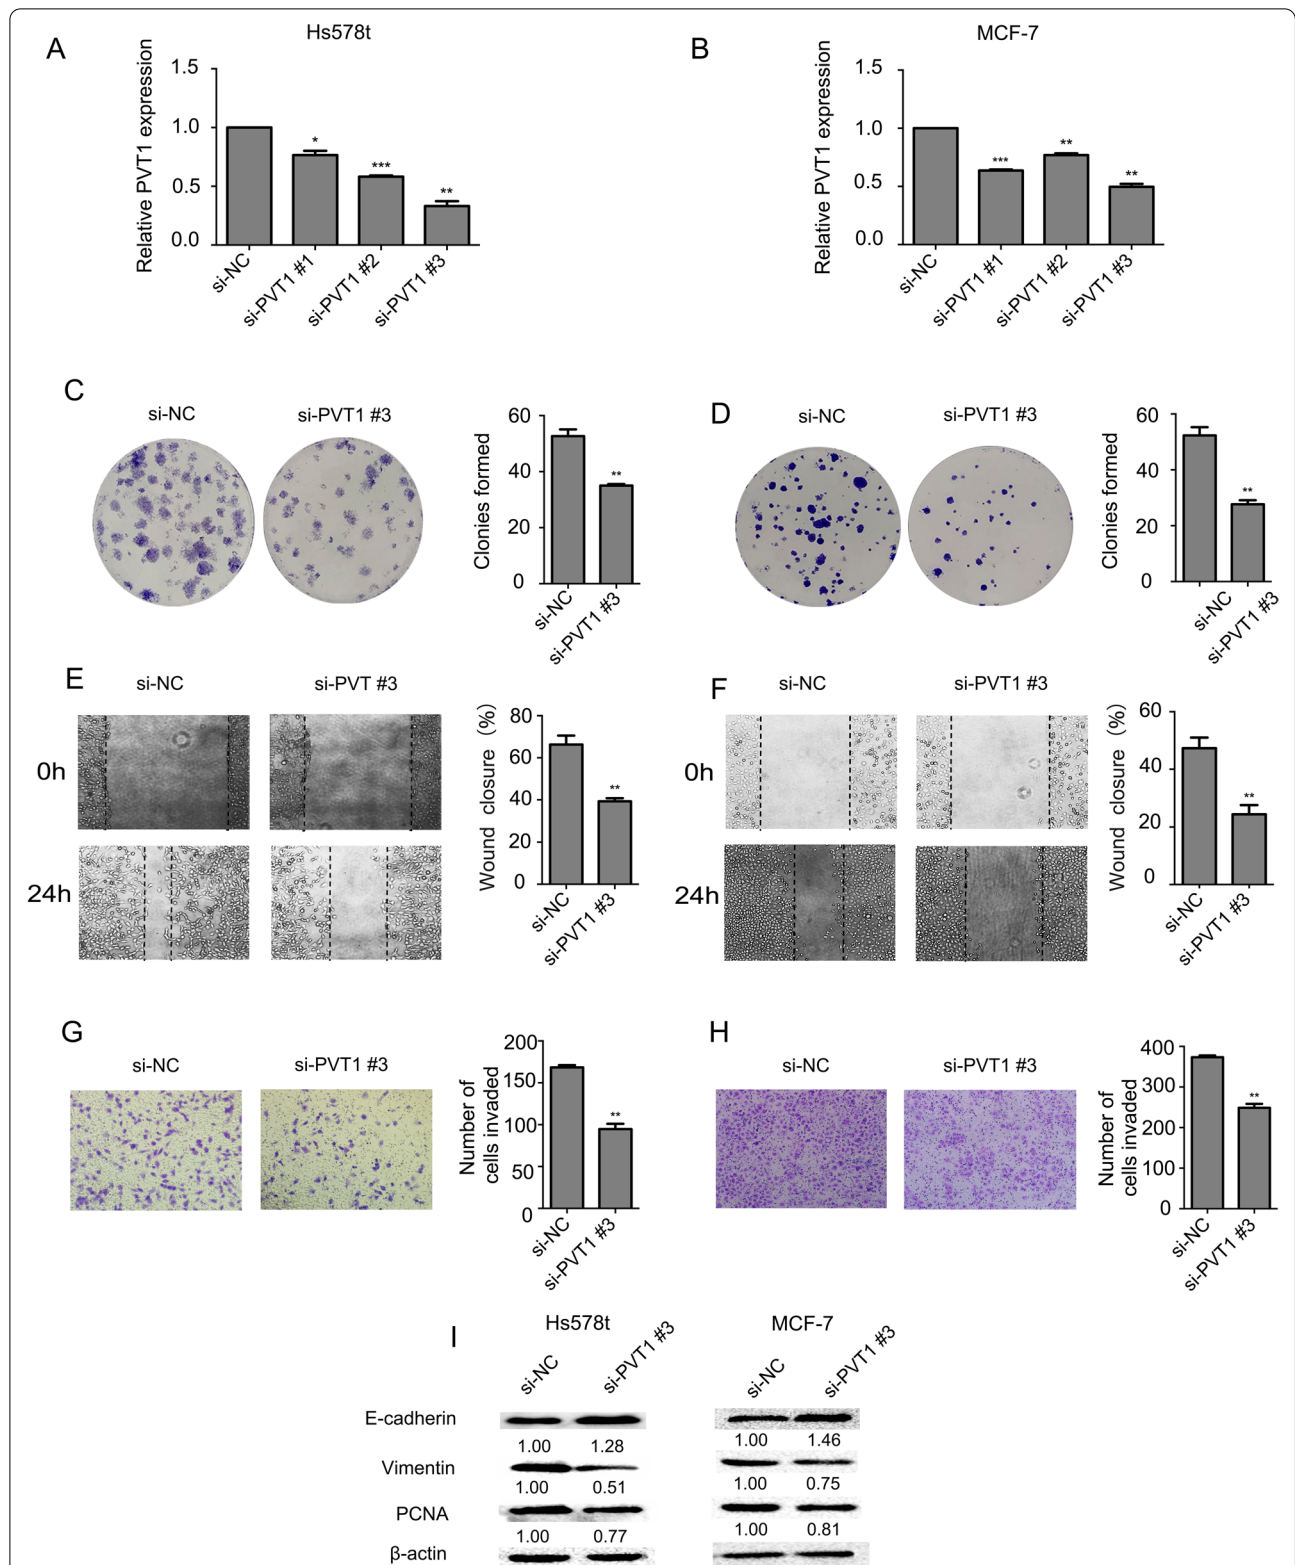 A
Hs578t
Relative PVT1 expression
1.5
1.0
0.5
0.0
*
***
**
si-NC
si-PVT1 #1
si-PVT1 #2
si-PVT1 #3
B
MCF-7
Relative PVT1 expression
1.5
1.0
0.5
0.0
***
**
**
si-NC
si-PVT1 #1
si-PVT1 #2
si-PVT1 #3
C
si-NC
si-PVT1 #3
Clonies formed
60
40
20
0
**
si-NC
si-PVT1 #3
D
si-NC
si-PVT1 #3
Clonies formed
60
40
20
0
**
si-NC
si-PVT1 #3
E
si-NC
si-PVT #3
0h
24h
Wound closure (%)
80
60
40
20
0
**
si-NC
si-PVT1 #3
F
si-NC
si-PVT1 #3
0h
24h
Wound closure (%)
60
40
20
0
**
si-NC
si-PVT1 #3
G
si-NC
si-PVT1 #3
Number of
cells invaded
200
150
100
50
0
**
si-NC
si-PVT1 #3
H
si-NC
si-PVT1 #3
Number of
cells invaded
400
300
200
100
0
**
si-NC
si-PVT1 #3
I
Hs578t
MCF-7
si-NC
si-PVT1 #3
si-NC
si-PVT1 #3
E-cadherin
1.00 1.28 1.00 1.46
Vimentin
1.00 0.51 1.00 0.75
PCNA
1.00 0.77 1.00 0.81
β-actin